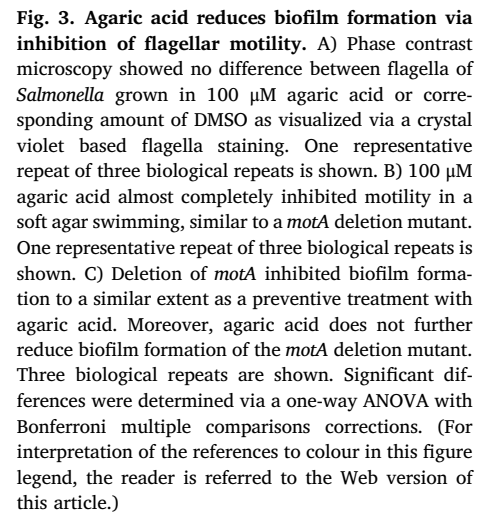 Fig. 3. Agaric acid reduces biofilm formation via
inhibition of flagellar motility. A) Phase contrast
microscopy showed no difference between flagella of
Salmonella grown in 100 μM agaric acid or corre-
sponding amount of DMSO as visualized via a crystal
violet based flagella staining. One representative
repeat of three biological repeats is shown. B) 100 μM
agaric acid almost completely inhibited motility in a
soft agar swimming, similar to a motA deletion mutant.
One representative repeat of three biological repeats is
shown. C) Deletion of motA inhibited biofilm forma-
tion to a similar extent as a preventive treatment with
agaric acid. Moreover, agaric acid does not further
reduce biofilm formation of the motA deletion mutant.
Three biological repeats are shown. Significant dif-
ferences were determined via a one-way ANOVA with
Bonferroni multiple comparisons corrections. (For
interpretation of the references to colour in this figure
legend, the reader is referred to the Web version of
this article.)